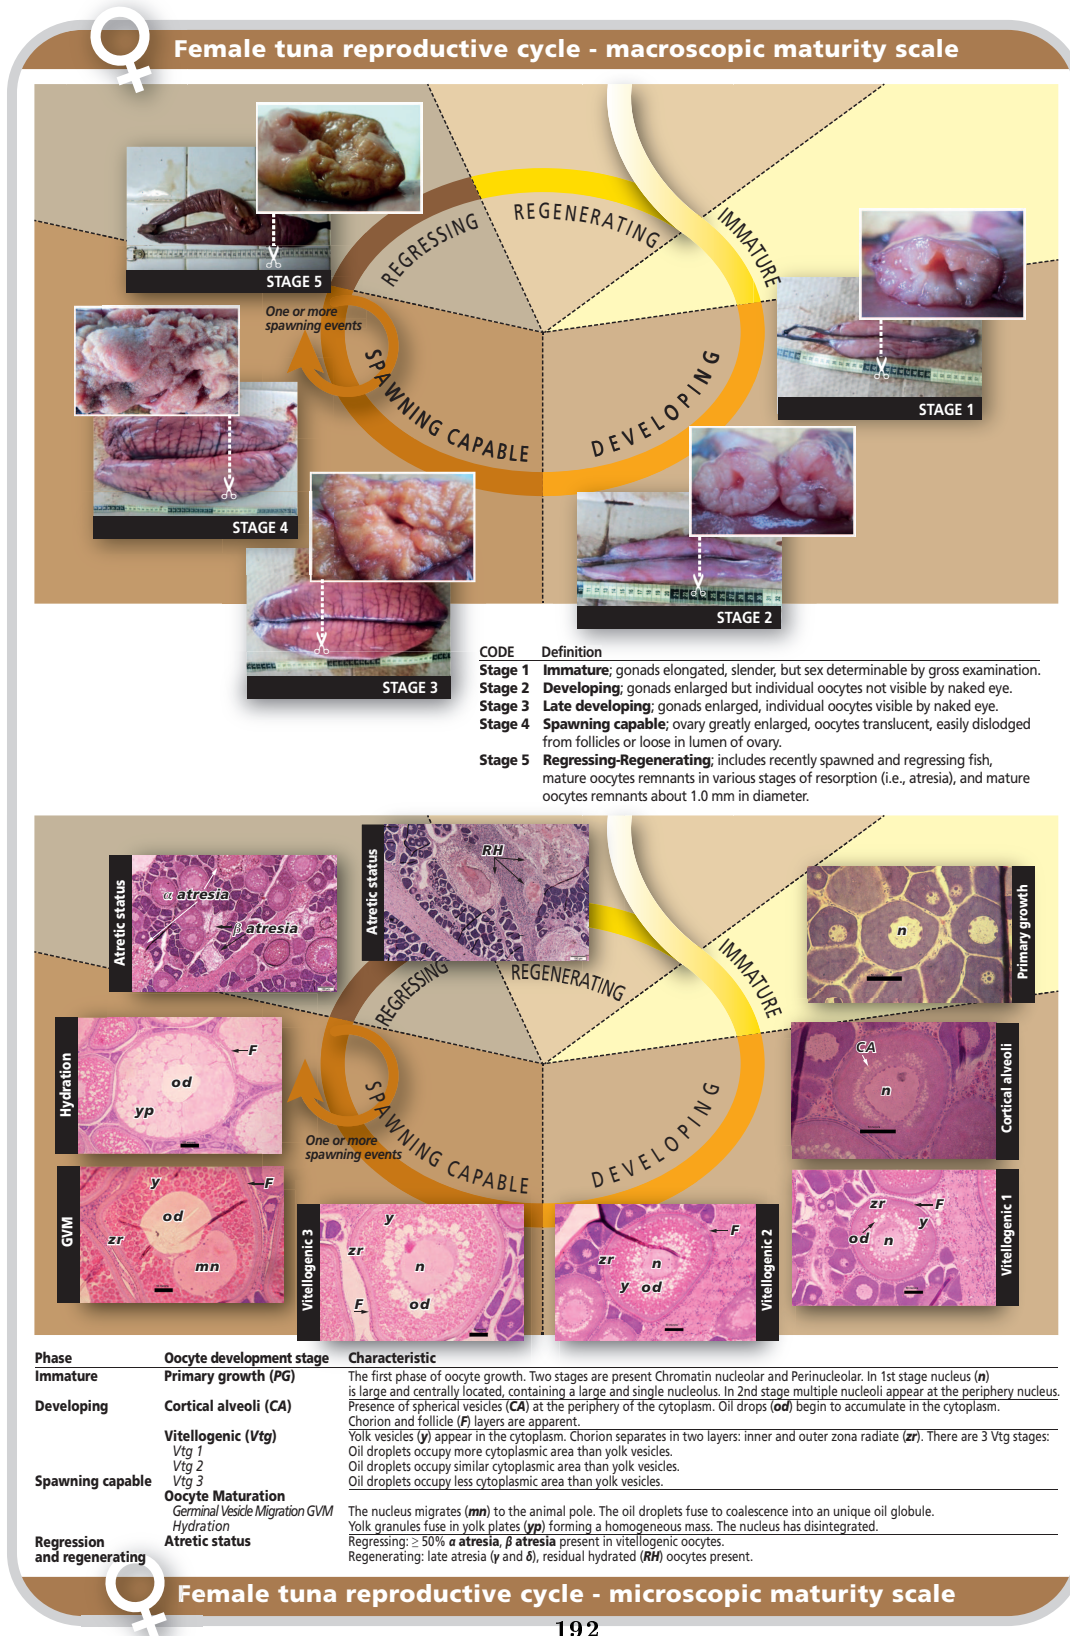 Female tuna reproductive cycle - macroscopic maturity scale
REGRESSING
REGENERATING
IMMATURE
STAGE 5
One or more
spawning events
SPAWNING CAPABLE
DEVELOPING
STAGE 1
STAGE 4
STAGE 2
STAGE 3
CODE Definition
Stage 1 Immature; gonads elongated, slender, but sex determinable by gross examination.
Stage 2 Developing; gonads enlarged but individual oocytes not visible by naked eye.
Stage 3 Late developing; gonads enlarged, individual oocytes visible by naked eye.
Stage 4 Spawning capable; ovary greatly enlarged, oocytes translucent, easily dislodged
from follicles or loose in lumen of ovary.
Stage 5 Regressing-Regenerating; includes recently spawned and regressing fish,
mature oocytes remnants in various stages of resorption (i.e., atresia), and mature
oocytes remnants about 1.0 mm in diameter.
Atretic status
α atresia
β atresia
Atretic status
RH
n
Primary growth
REGRESSING
REGENERATING
IMMATURE
Hydration
F
od
yp
CA
n
Cortical alveoli
SPAWNING CAPABLE
DEVELOPING
One or more
spawning events
GVM
y
F
od
zr
mn
Vitellogenic 3
y
zr
n
F
od
F
zr
n
y od
Vitellogenic 2
zr
F
y
od n
Vitellogenic 1
Phase Oocyte development stage Characteristic
Immature Primary growth (PG) The first phase of oocyte growth. Two stages are present Chromatin nucleolar and Perinucleolar. In 1st stage nucleus (n)
is large and centrally located, containing a large and single nucleolus. In 2nd stage multiple nucleoli appear at the periphery nucleus.
Developing Cortical alveoli (CA) Presence of spherical vesicles (CA) at the periphery of the cytoplasm. Oil drops (od) begin to accumulate in the cytoplasm.
Chorion and follicle (F) layers are apparent.
Vitellogenic (Vtg) Yolk vesicles (y) appear in the cytoplasm. Chorion separates in two layers: inner and outer zona radiate (zr). There are 3 Vtg stages:
Vtg 1 Oil droplets occupy more cytoplasmic area than yolk vesicles.
Vtg 2 Oil droplets occupy similar cytoplasmic area than yolk vesicles.
Spawning capable Vtg 3 Oil droplets occupy less cytoplasmic area than yolk vesicles.
Oocyte Maturation
Germinal Vesicle Migration GVM The nucleus migrates (mn) to the animal pole. The oil droplets fuse to coalescence into an unique oil globule.
Hydration Yolk granules fuse in yolk plates (yp) forming a homogeneous mass. The nucleus has disintegrated.
Regression Atretic status Regressing: ≥ 50% α atresia, β atresia present in vitellogenic oocytes.
and regenerating Regenerating: late atresia (γ and δ), residual hydrated (RH) oocytes present.
Female tuna reproductive cycle - microscopic maturity scale
192